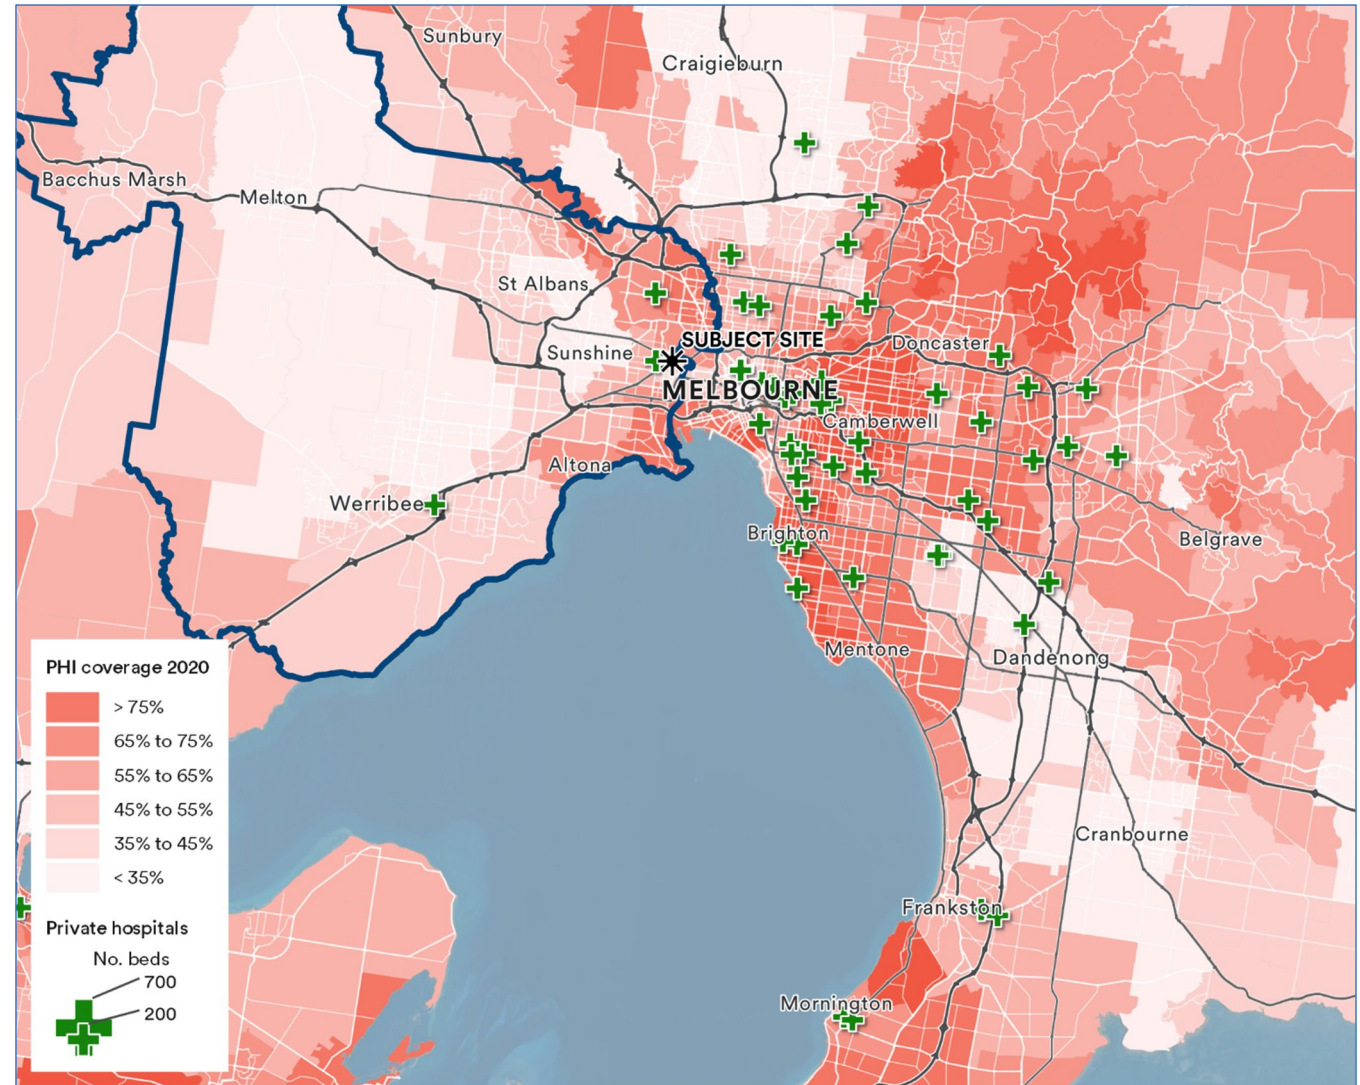 Sunbury
Craigieburn
Bacchus Marsh
Melton
St Albans
SUBJECT SITE
Doncaster
Sunshine
MELBOURNE
Camberwell
Altona
Werribee
Brighton
Belgrave
Mentone
Dandenong
PHI coverage 2020
> 75%
65% to 75%
55% to 65%
45% to 55%
35% to 45%
< 35%
Cranbourne
Frankston
Private hospitals
No. beds
700
200
Mornington